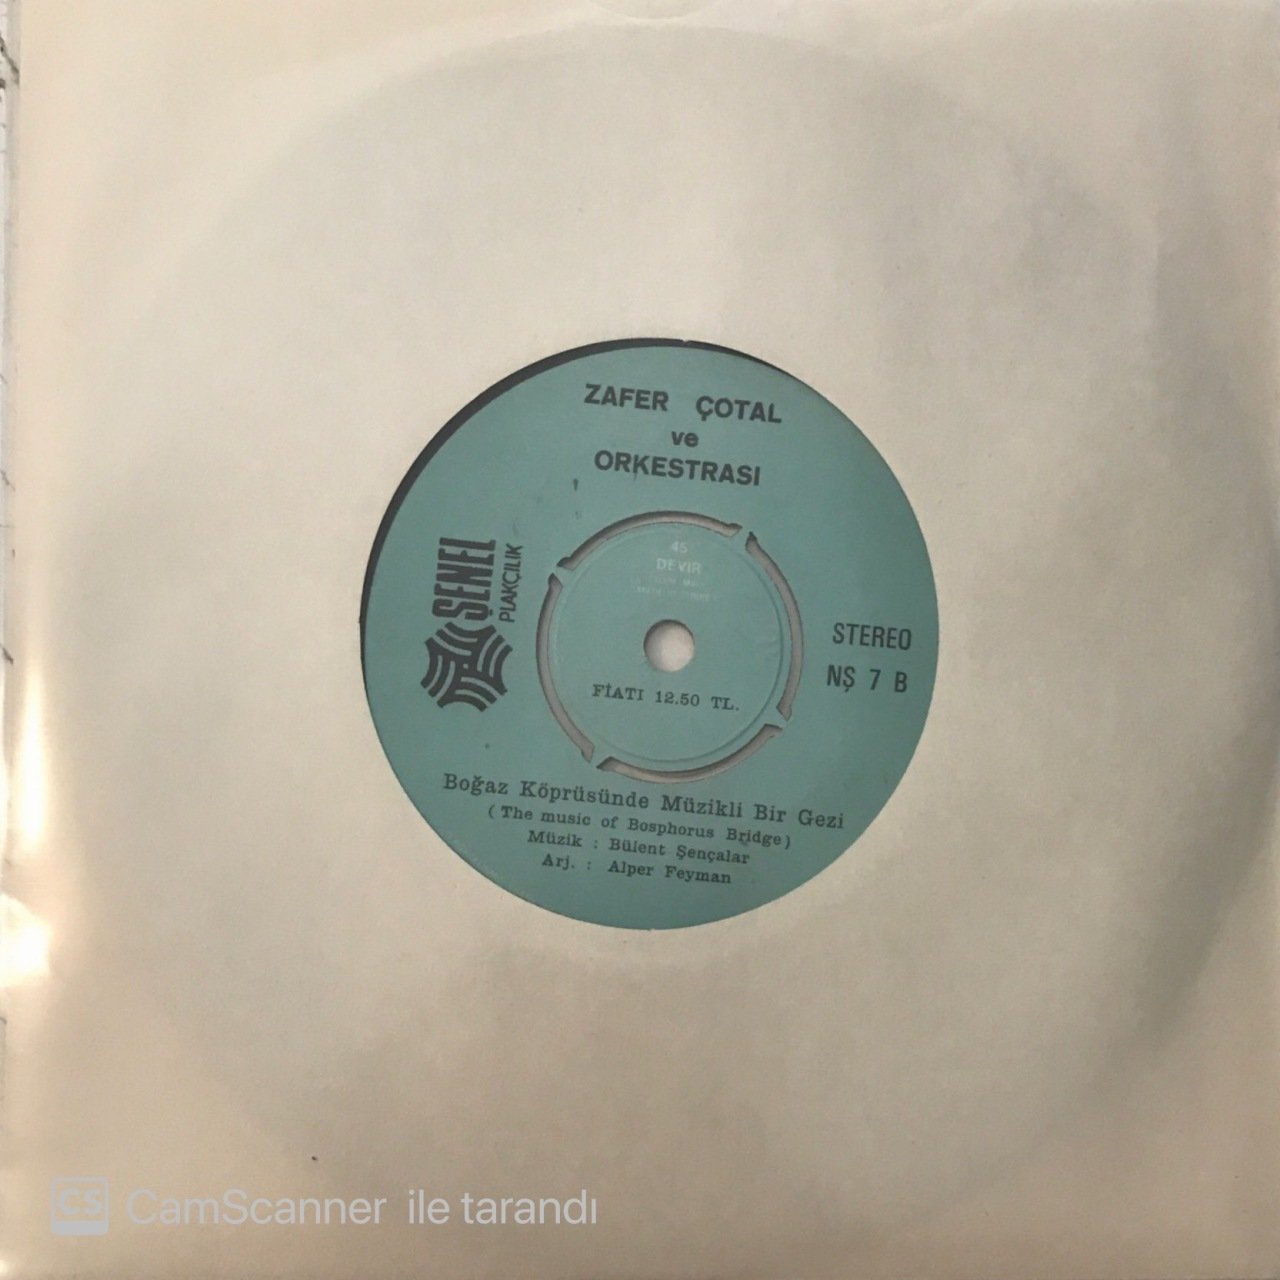 ZAFER ÇOTAL
ve
ORKESTRASI
ŞENEL
PLAKÇILIK
45
DEVİR
STEREO
NŞ 7 B
FİATI 12.50 TL.
Boğaz Köprüsünde Müzikli Bir Gezi
( The music of Bosphorus Bridge )
Müzik : Bülent Şençalar
Arj. : Alper Feyman
CS CamScanner ile tarandı